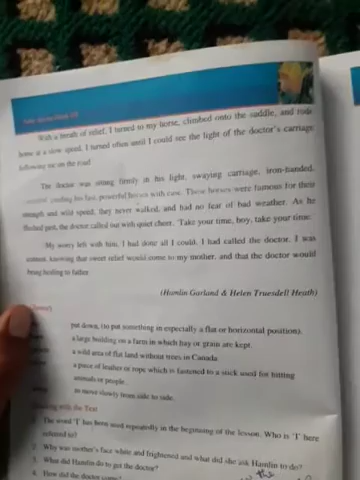 With a breath of relief, I turned to my horse, climbed onto the saddle, and rode
home at a slow speed. I turned often until I could see the light of the doctor's carriage
following me on the road
The doctor was sitting firmly in his light, swaying carriage, iron-handed,
guiding his fast, powerful horses with ease. These horses were famous for their
strength and wild speed, they never walked, and had no fear of bad weather. As he
flashed past, the doctor called out with quiet cheer. 'Take your time, boy, take your time.'
My worry left with him, I had done all I could. I had called the doctor. I was
content, knowing that sweet relief would come to my mother, and that the doctor would
bring healing to father.
(Hamlin Garland & Helen Truesdell Heath)
Glossary
put down, (to put something in especially a flat or horizontal position).
a large building on a farm in which hay or grain are kept.
a wild area of flat land without trees in Canada.
a piece of leather or rope which is fastened to a stick used for hitting
animals or people.
to move slowly from side to side.
with the Text
1. The word 'I' has been used repeatedly in the beginning of the lesson. Who is 'I' here
referred to?
2. Why was mother's face white and frightened and what did she ask Hamlin to do?
3. What did Hamlin do to get the doctor?
4. How did the doctor come?
the